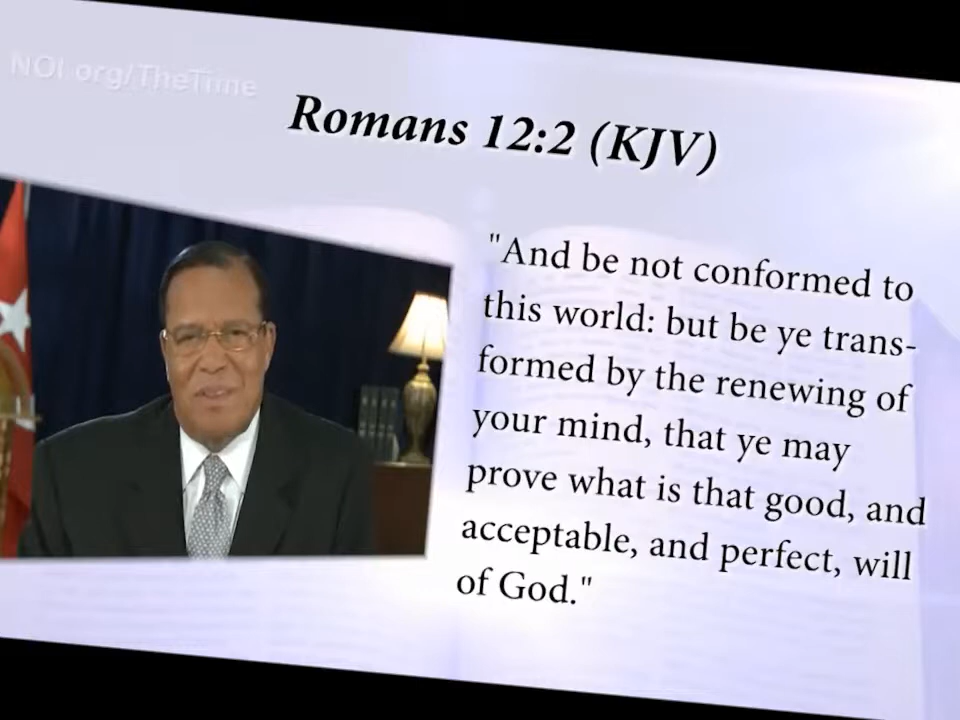 NOI.org/TheTime
Romans 12:2 (KJV)
"And be not conformed to
this world: but be ye trans-
formed by the renewing of
your mind, that ye may
prove what is that good, and
acceptable, and perfect, will
of God."